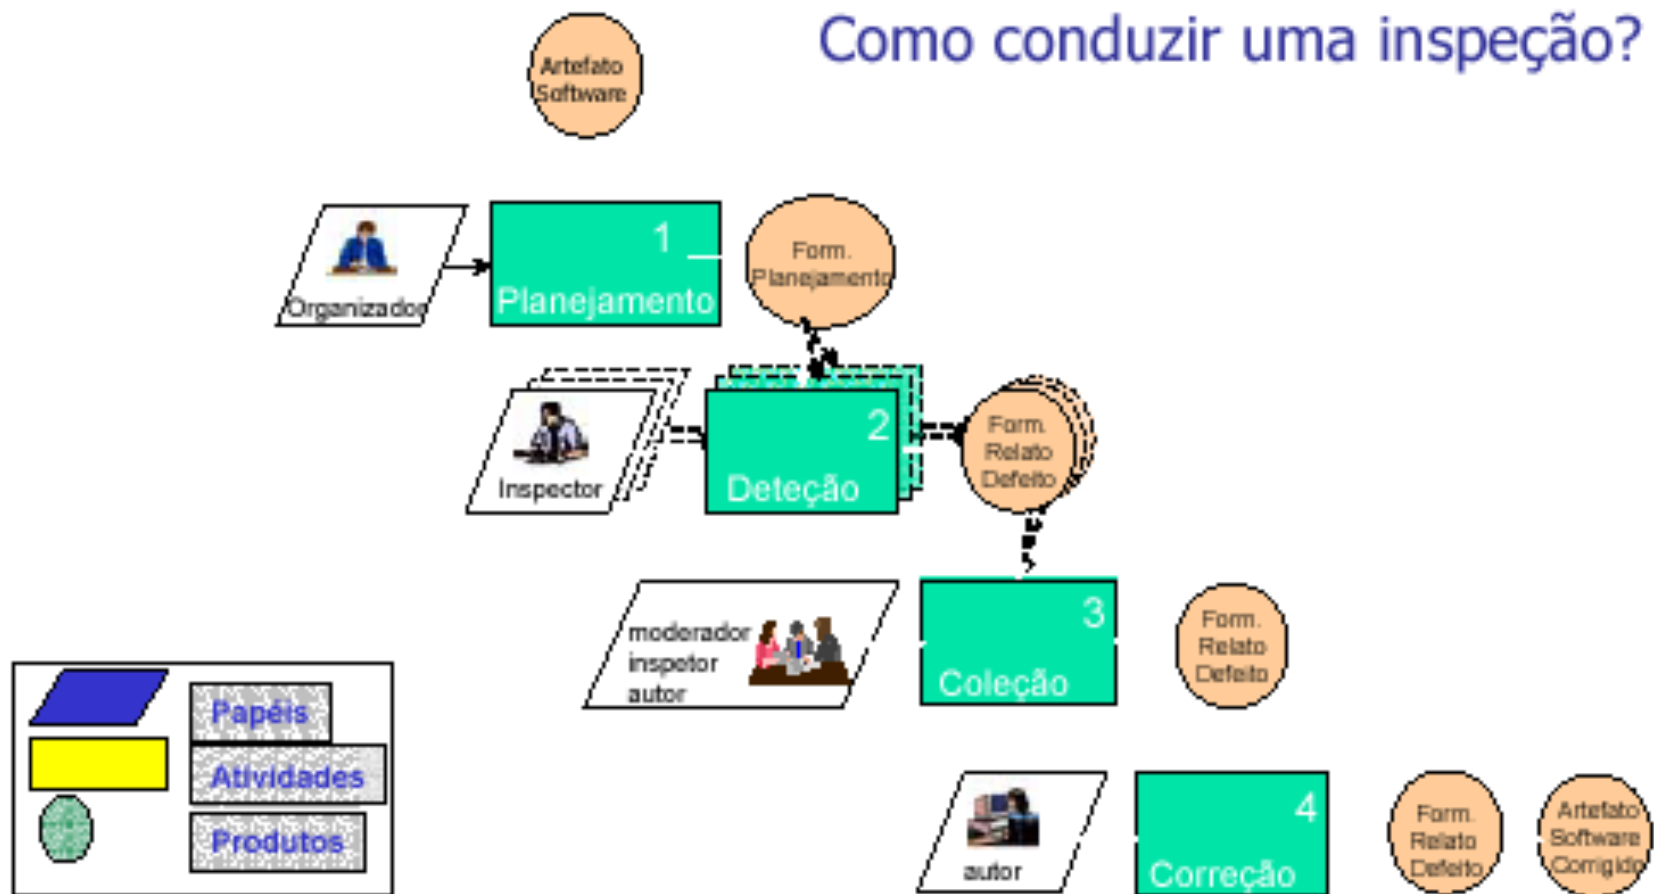 Como conduzir uma inspeção?
Artefato
Software
1
Planejamento
Organizador
Form.
Planejamento
Inspector
2
Deteção
Form.
Relato
Defeito
moderador
inspetor
autor
3
Coleção
Form.
Relato
Defeito
Papéis
Atividades
Produtos
autor
4
Correção
Form.
Relato
Defeito
Artefato
Software
Corrigido